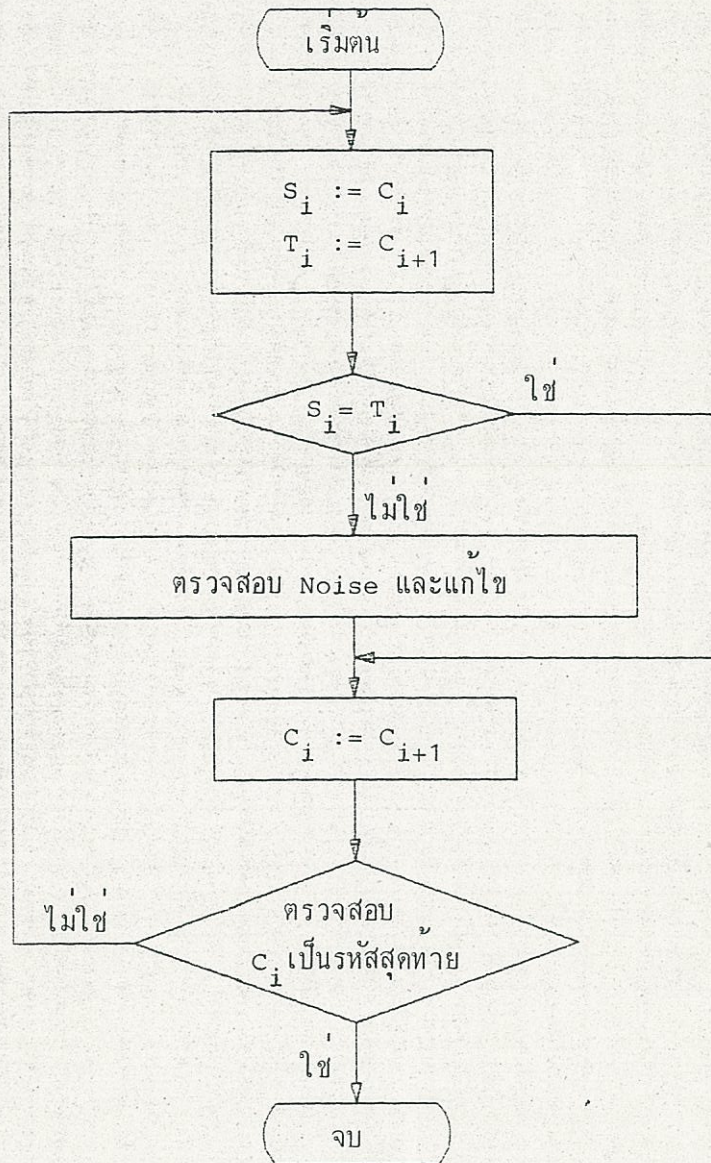 เริ่มต้น
S_i := C_i
T_i := C_{i+1}
S_i = T_i
ใช่
ไม่ใช่
ตรวจสอบ Noise และแก้ไข
C_i := C_{i+1}
ตรวจสอบ
C_i เป็นรหัสสุดท้าย
ไม่ใช่
ใช่
จบ